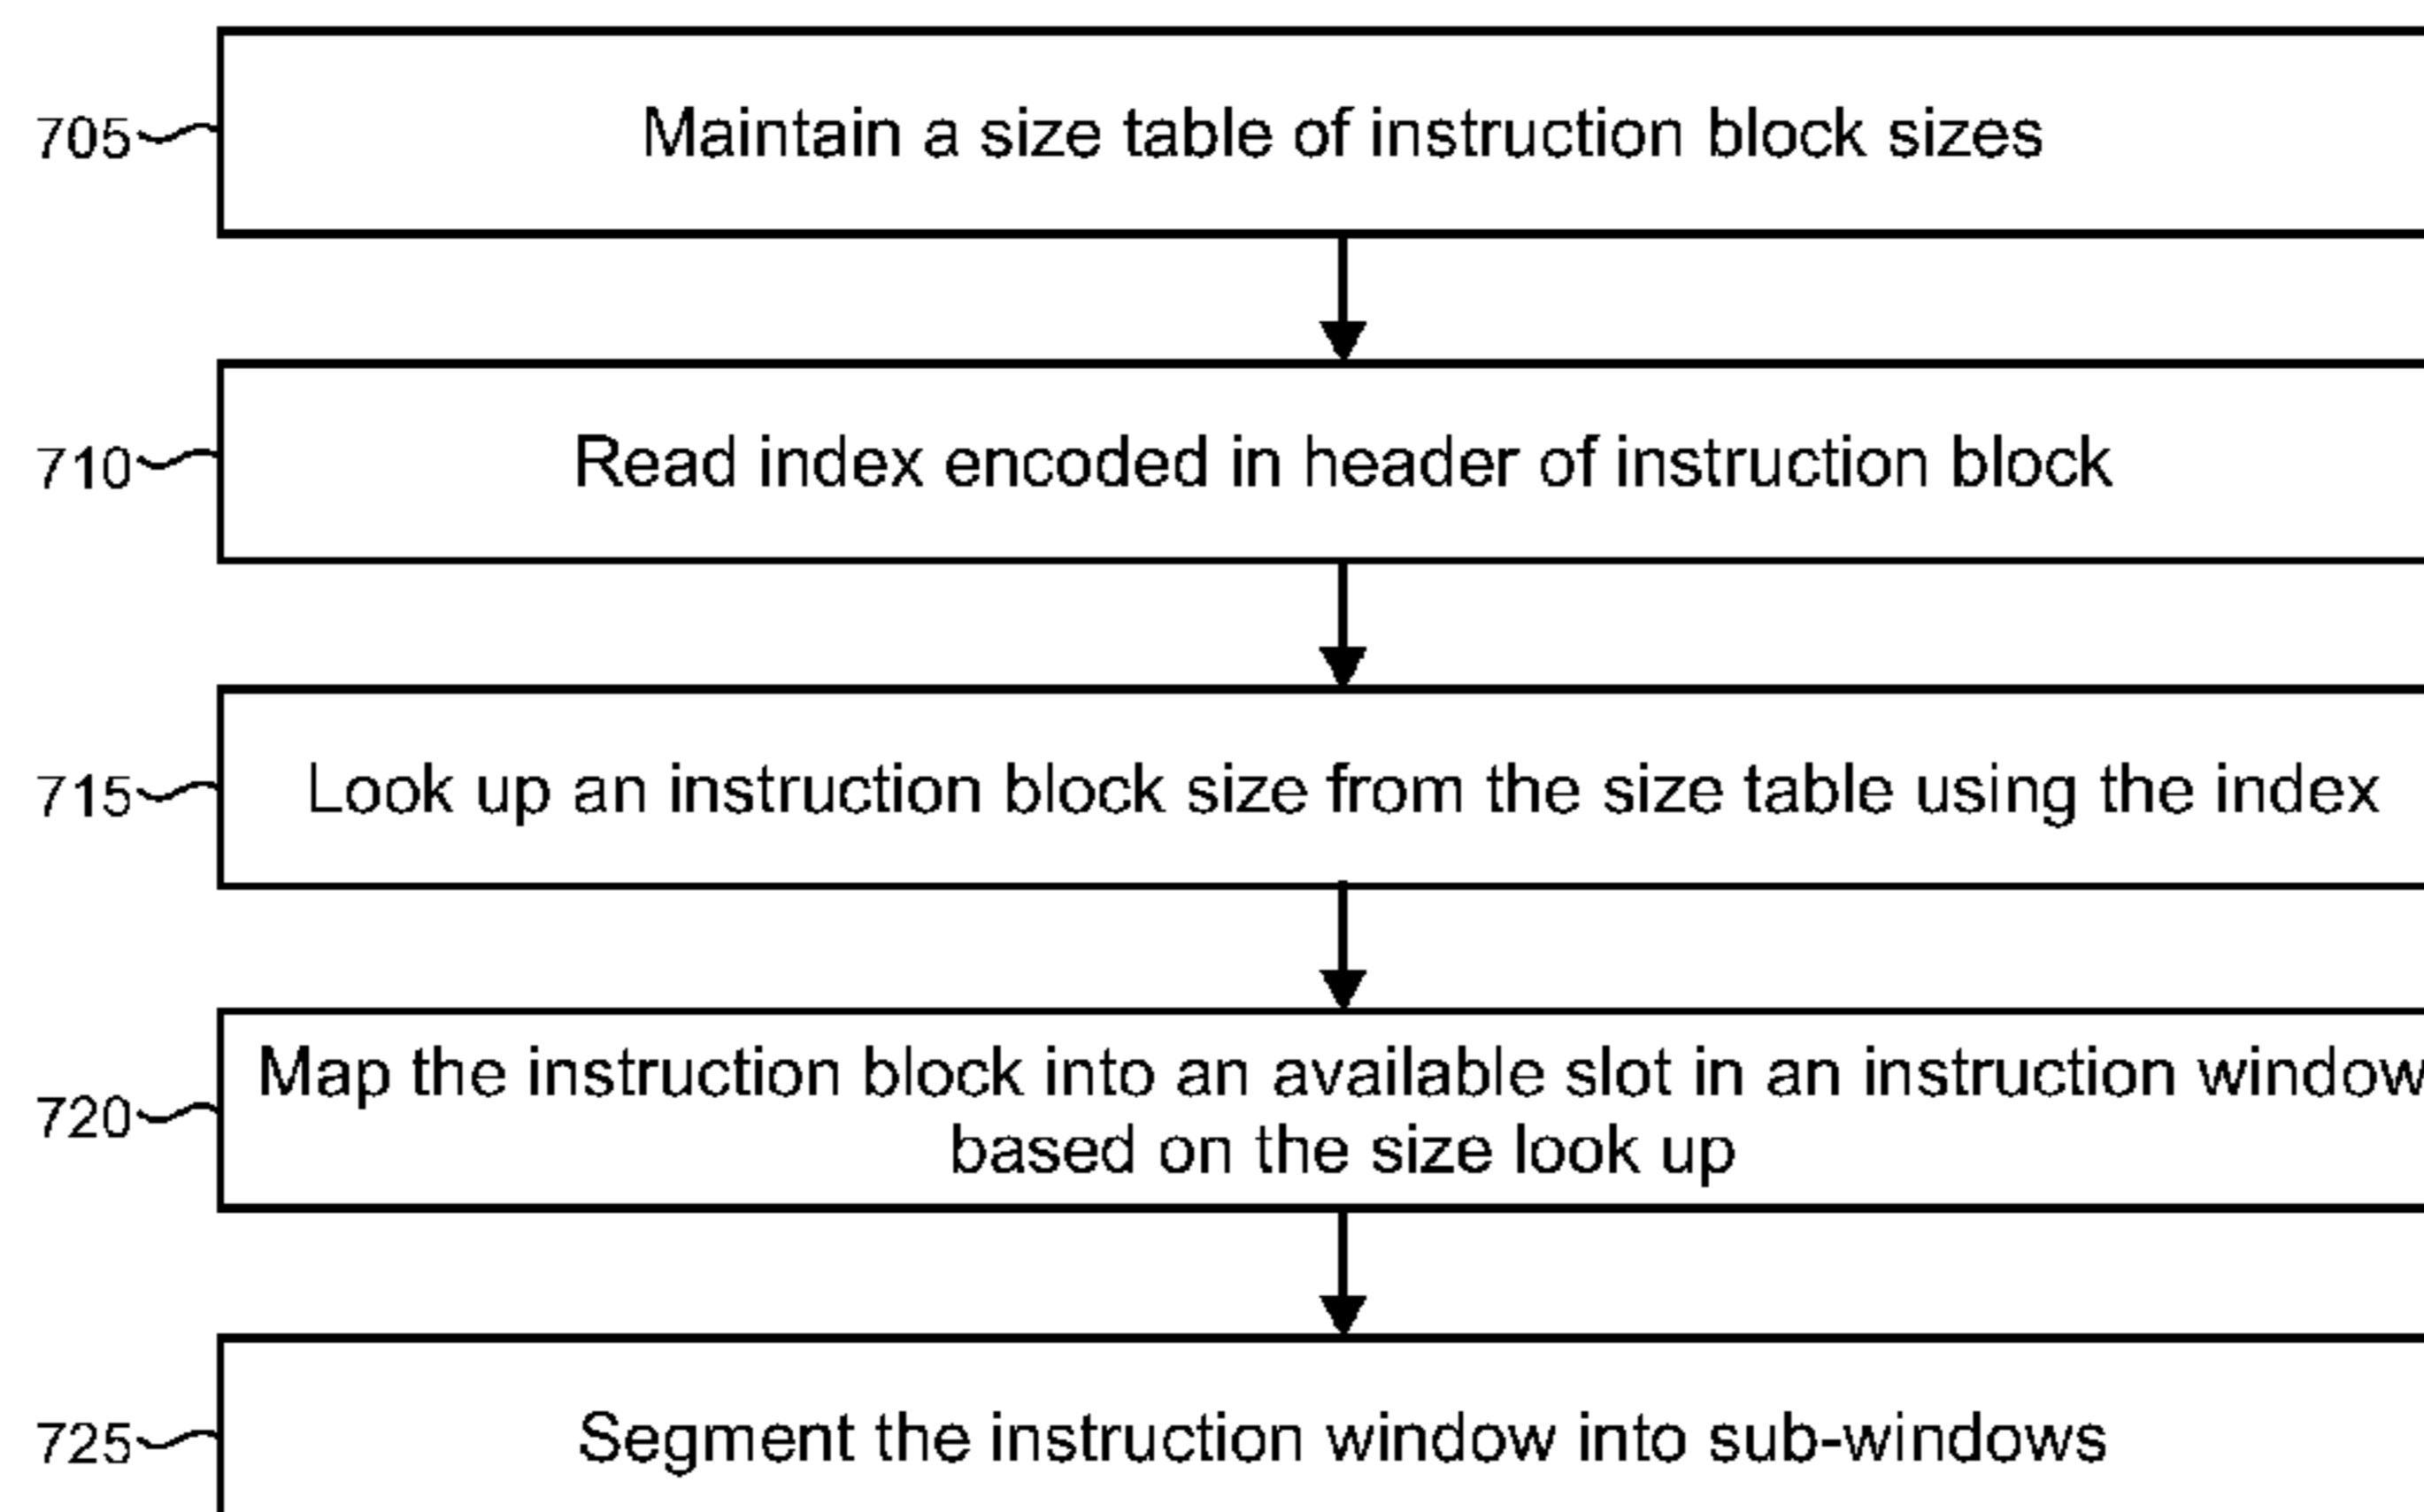 705 Maintain a size table of instruction block sizes
710 Read index encoded in header of instruction block
715 Look up an instruction block size from the size table using the index
720 Map the instruction block into an available slot in an instruction window
based on the size look up
725 Segment the instruction window into sub-windows